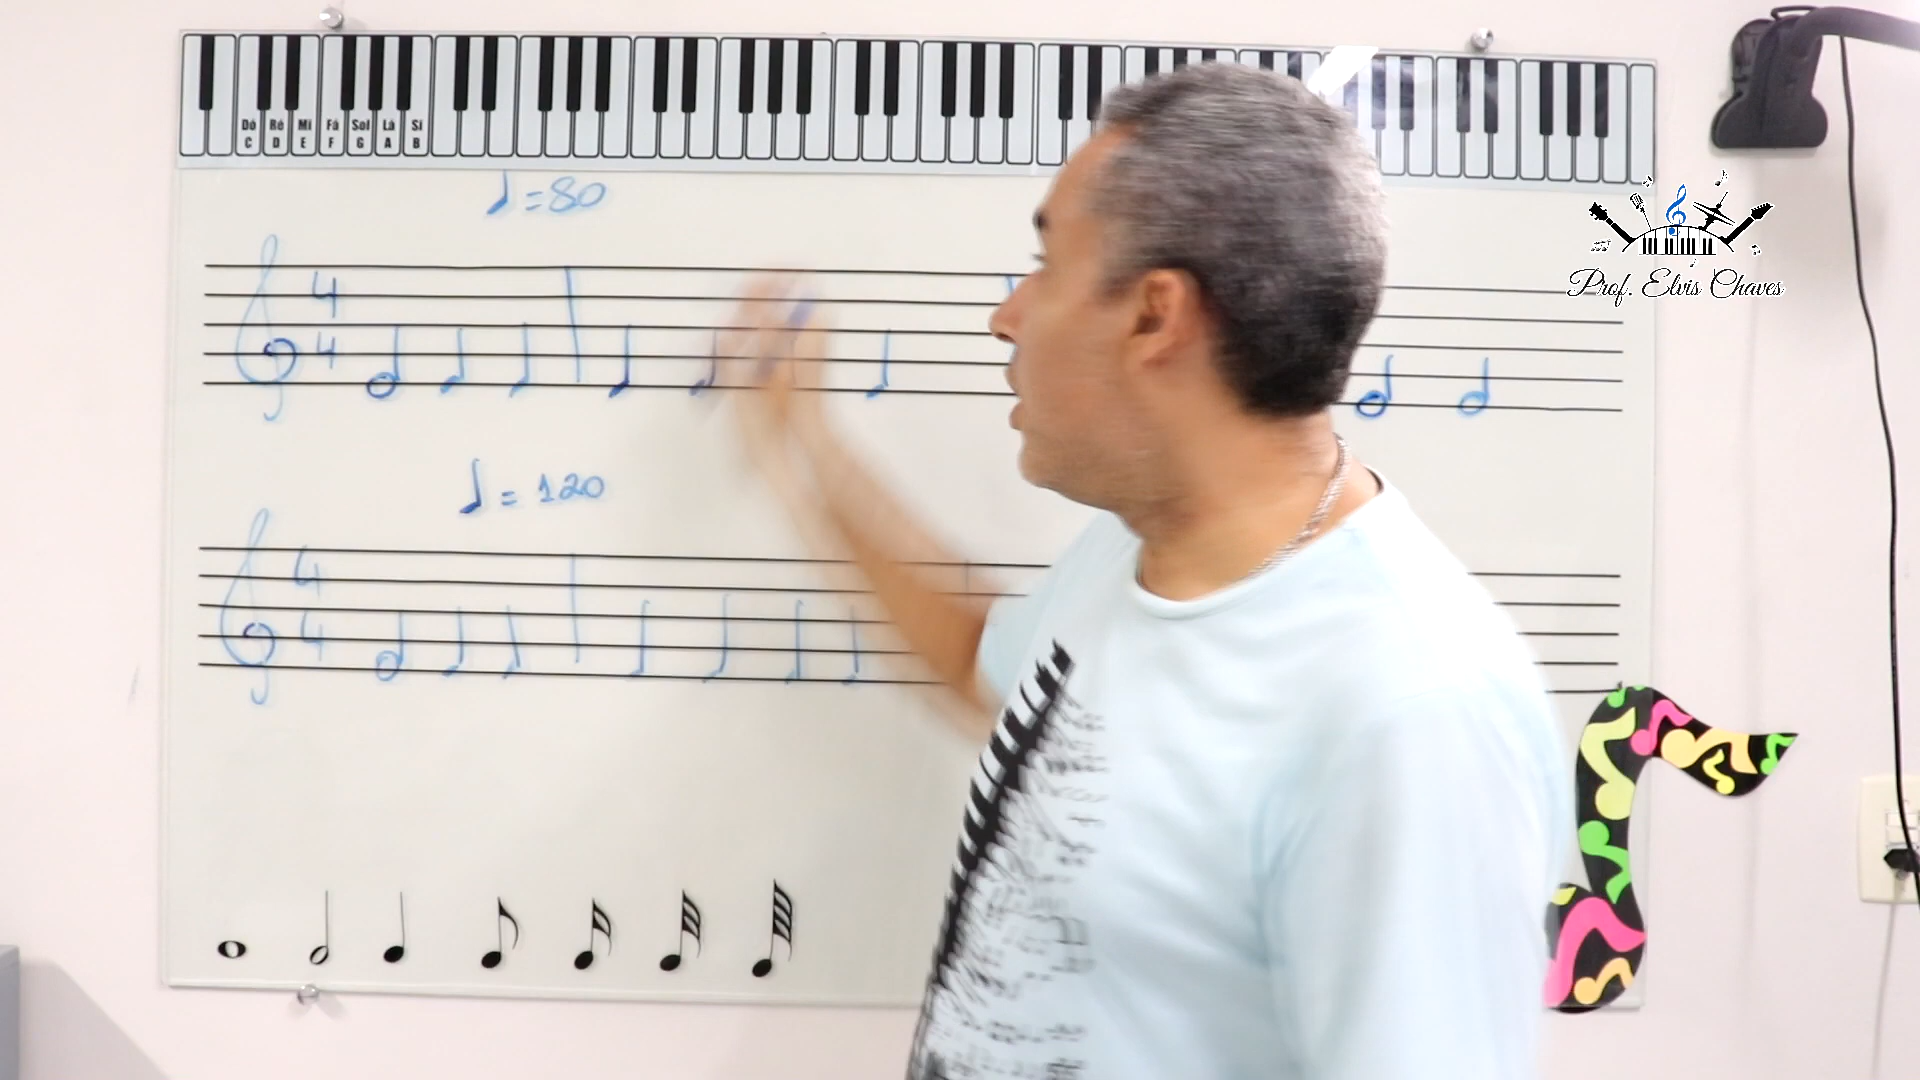 Dó Ré Mi Fá Sol Lá Si
C D E F G A B
♩ = 80
4
4
♩ = 120
4
4
Prof. Elvis Chaves